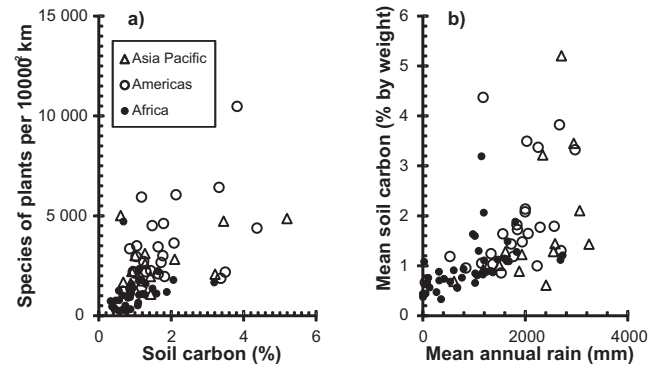 a)
15 000
10 000
5 000
0
Species of plants per 10000² km
Asia Pacific
Americas
Africa
0 2 4 6
Soil carbon (%)
b)
6
5
4
3
2
1
0
Mean soil carbon (% by weight)
0 2000 4000
Mean annual rain (mm)